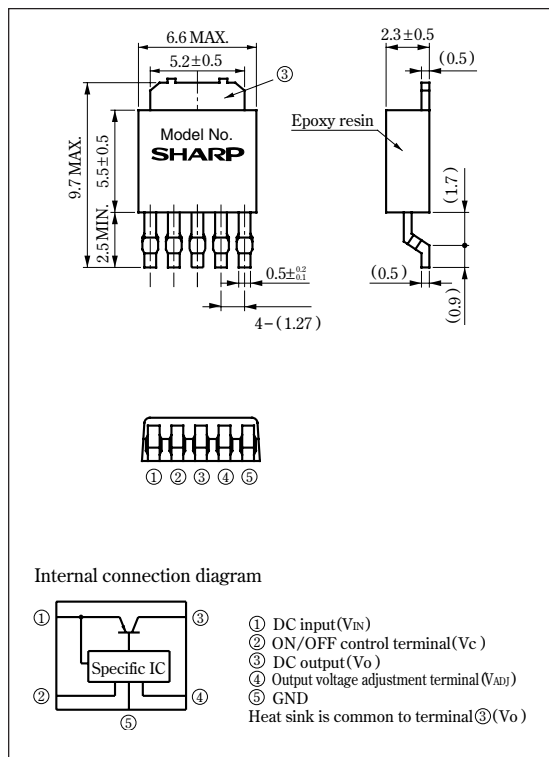 6.6 MAX.
5.2±0.5
③
2.3±0.5
(0.5)
9.7 MAX.
5.5±0.5
2.5 MIN.
Model No.
SHARP
Epoxy resin
(1.7)
(0.5)
(0.9)
0.5±0.2 0.1
4–(1.27)
① ② ③ ④ ⑤
Internal connection diagram
①
③
Specific IC
②
④
⑤
① DC input(VIN)
② ON/OFF control terminal(Vc)
③ DC output(Vo)
④ Output voltage adjustment terminal(VADJ)
⑤ GND
Heat sink is common to terminal③(Vo)